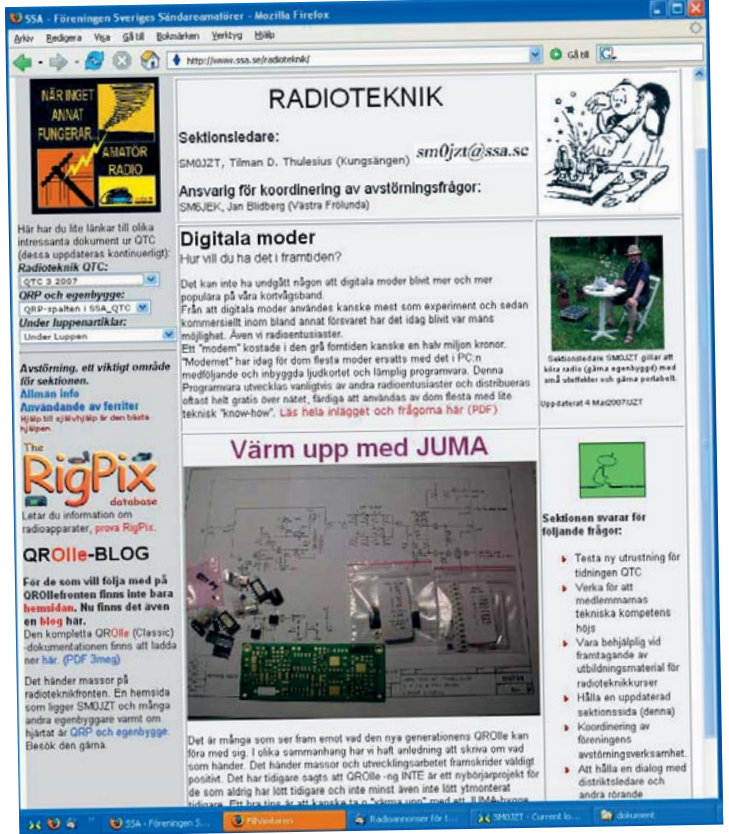 SSA - Föreningen Sveriges Sändareamatörer - Mozilla Firefox
Arkiv Redigera Visa Gå till Bokmärken Verktyg Hjälp
http://www.ssa.se/radioteknik/
Gå till
NÄR INGET
ANNAT
FUNGERAR...
AMATÖR
RADIO
Här har du lite länkar till olika
intressanta dokument ur QTC
(dessa uppdateras kontinuerligt):
Radioteknik QTC:
QTC 3 2007
QRP och egenbygge:
QRP-spalten i SSA_QTC
Under luppenartiklar:
Under Luppen
Avstörning, ett viktigt område
för sektionen.
Allmän info
Användande av ferriter
Hjälp till självhjälp är den bästa
hjälpen.
The
RigPix
database
Letar du information om
radioapparater, prova RigPix.
QROlle-BLOG
För de som vill följa med på
QROllefronten finns inte bara
hemsidan. Nu finns det även
en blog här.
Den kompletta QROlle (Classic)
-dokumentationen finns att ladda
ner här. (PDF 3meg)
Det händer massor på
radioteknikfronten. En hemsida
som ligger SM0JZT och många
andra egenbyggare varmt om
hjärtat är QRP och egenbygge.
Besök den gärna.
RADIOTEKNIK
Sektionsledare:
SM0JZT, Tilman D. Thulesius (Kungsängen) sm0jzt@ssa.se
Ansvarig för koordinering av avstörningsfrågor:
SM6JEK, Jan Blidberg (Västra Frölunda)
Digitala moder
Hur vill du ha det i framtiden?
Det kan inte ha undgått någon att digitala moder blivit mer och mer
populära på våra kortvågsband.
Från att digitala moder användes kanske mest som experiment och sedan
kommersiellt inom bland annat försvaret har det idag blivit var mans
möjlighet. Även vi radioentusiaster.
Ett "modem" kostade i den grå forntiden kanske en halv miljon kronor.
"Modemet" har idag för dom flesta moder ersatts med det i PC:n
medföljande och inbyggda ljudkortet och lämplig programvara. Denna
Programvara utvecklas vanligtvis av andra radioentusiaster och distribueras
oftast helt gratis över nätet, färdiga att användas av dom flesta med lite
teknisk "know-how". Läs hela inlägget och frågorna här (PDF)
Värm upp med JUMA
Det är många som ser fram emot vad den nya generationens QROlle kan
föra med sig. I olika sammanhang har vi haft anledning att skriva om vad
som händer. Det händer massor och utvecklingsarbetet framskrider väldigt
positivt. Det har tidigare sagts att QROlle -ng INTE är ett nybörjarprojekt för
de som aldrig har lött tidigare och inte minst även inte lött ytmonterat
tidigare. Ett bra tips är att kanske ta o "värma upp" med ett JUMA-bygge
Sektionsledare SM0JZT gillar att
köra radio (gärna egenbyggd) med
små uteffekter och gärna portabelt.
Uppdaterat 4 Maj2007/JZT
Sektionen svarar för
följande frågor:
Testa ny utrustning för
tidningen QTC
Verka för att
medlemmarnas
tekniska kompetens
höjs
Vara behjälplig vid
framtagande av
utbildningsmaterial för
radioteknikkurser
Hålla en uppdaterad
sektionssida (denna)
Koordinering av
föreningens
avstörningsverksamhet.
Att hålla en dialog med
distriktsledare och
andra rörande
SSA - Föreningen S... Filhanteraren Radioannonser för t... SM0JZT - Current lo... dokument